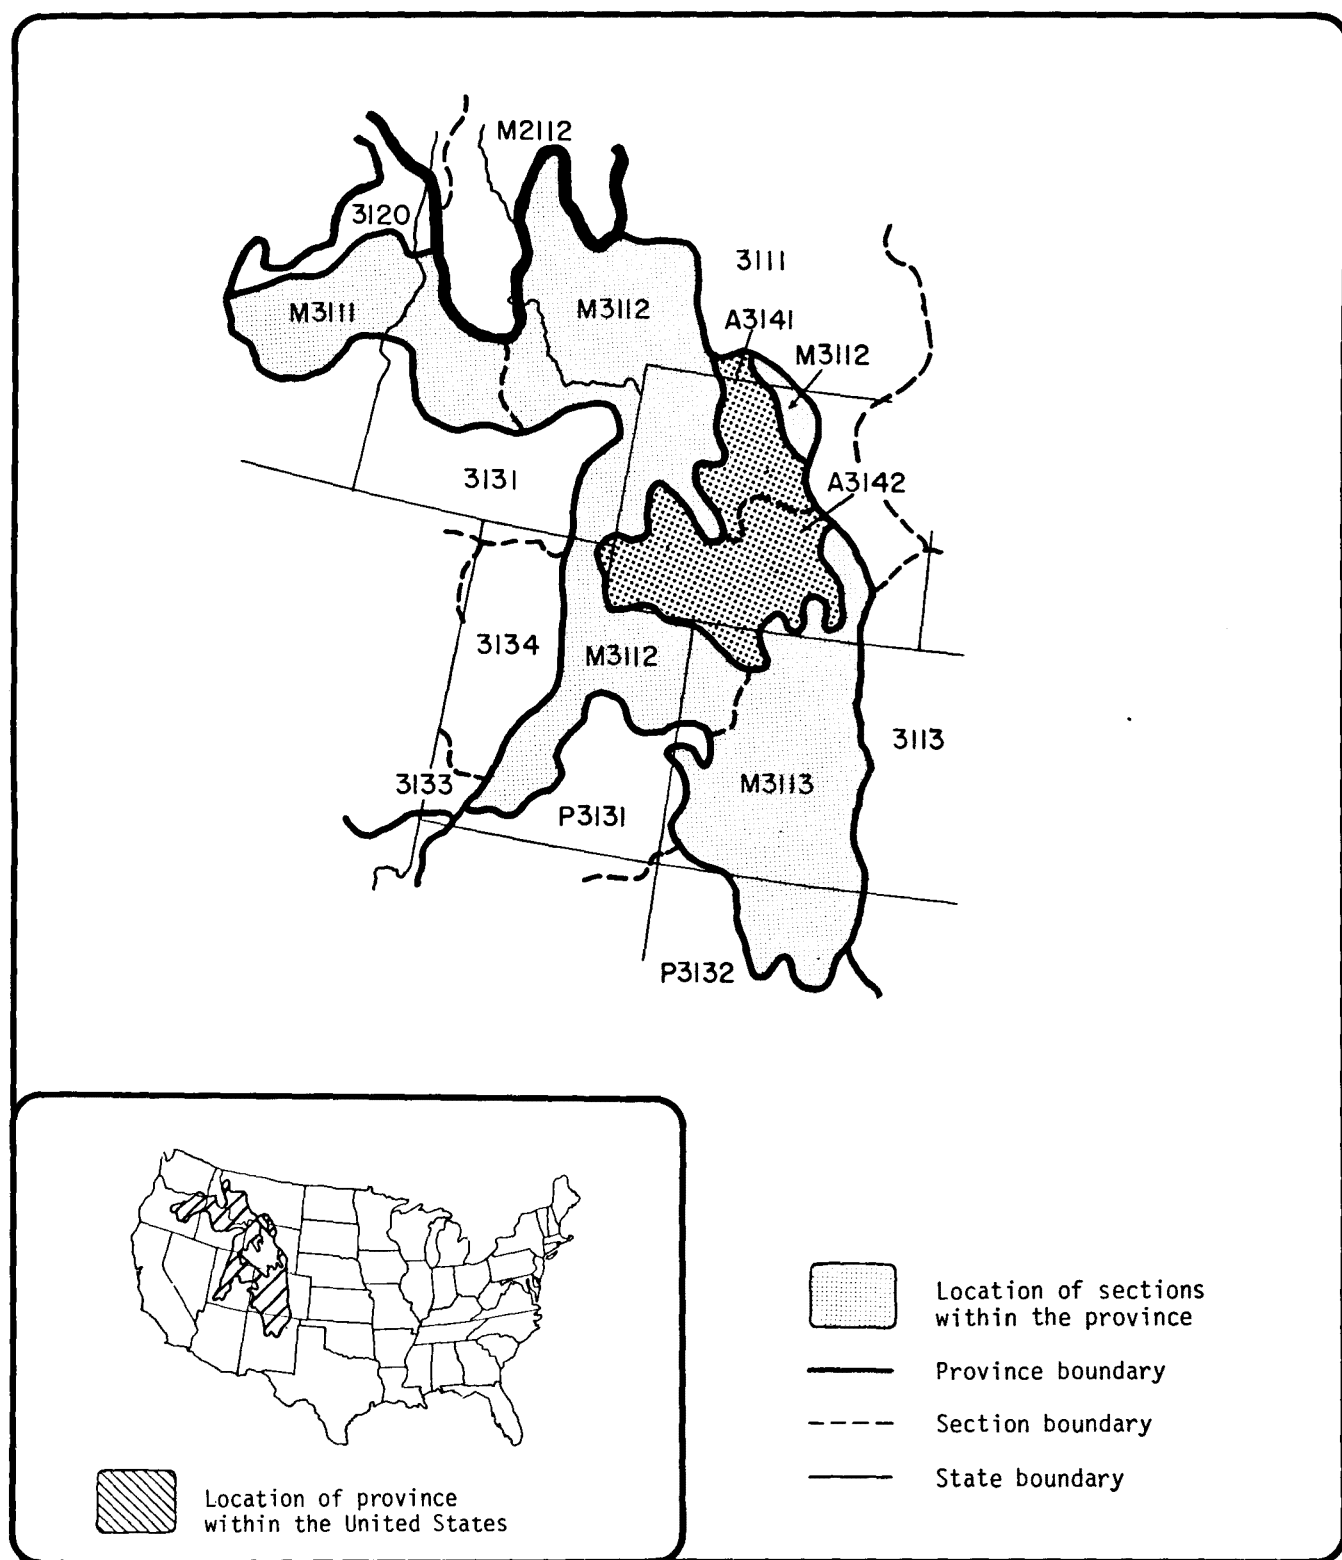 M2112
3120
3111
M3111
M3112
A3141
M3112
3131
A3142
3134
M3112
3113
3133
M3113
P3131
P3132
Location of sections
within the province
Province boundary
Section boundary
State boundary
Location of province
within the United States